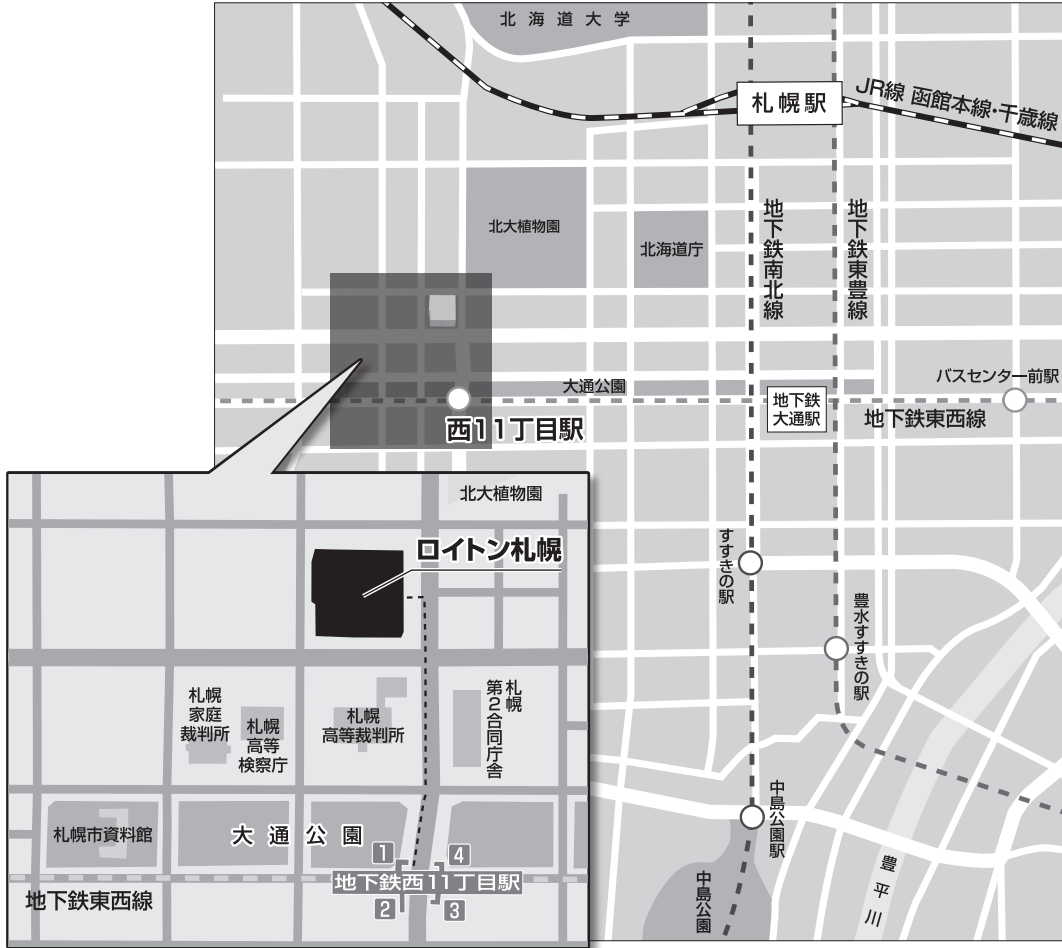 北海道大学
札幌駅
JR線 函館本線・千歳線
北大植物園
北海道庁
地下鉄南北線
地下鉄東豊線
大通公園
地下鉄
大通駅
バスセンター前駅
地下鉄東西線
西11丁目駅
すすきの駅
豊水すすきの駅
中島公園駅
中島公園
豊平川
北大植物園
ロイトン札幌
札幌
家庭
裁判所
札幌
高等
検察庁
札幌
高等裁判所
札幌
第2合同庁舎
札幌市資料館
大通公園
1
4
地下鉄西11丁目駅
2
3
地下鉄東西線